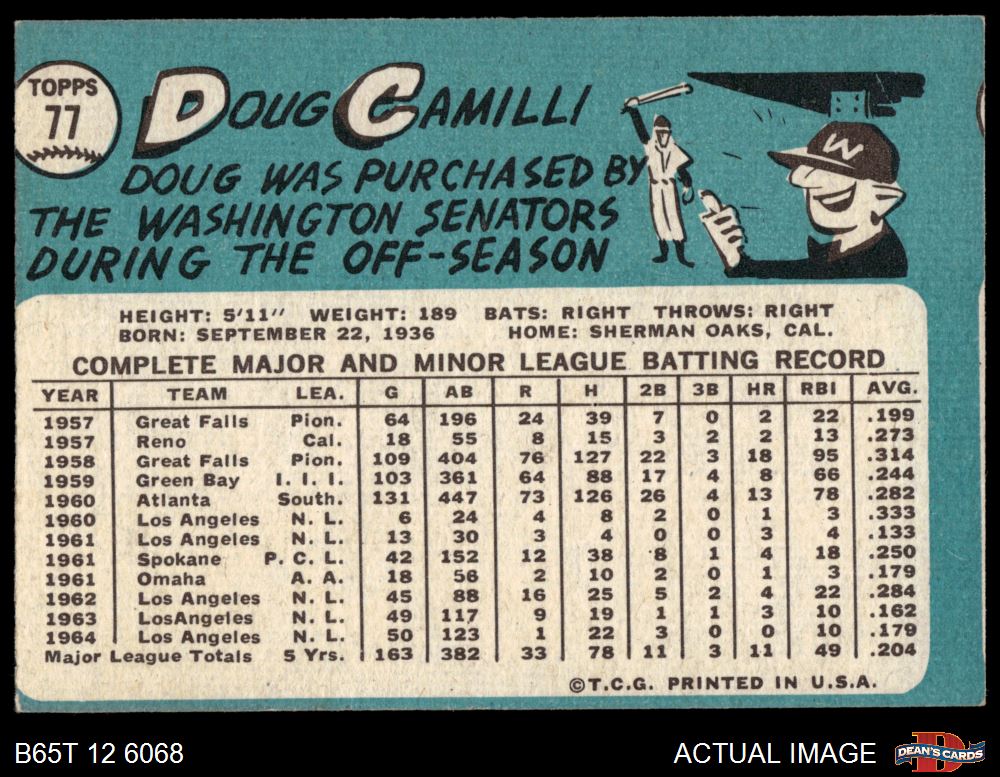 TOPPS
77
DOUG CAMILLI
DOUG WAS PURCHASED BY
THE WASHINGTON SENATORS
DURING THE OFF-SEASON
W
HEIGHT: 5'11" WEIGHT: 189 BATS: RIGHT THROWS: RIGHT
BORN: SEPTEMBER 22, 1936 HOME: SHERMAN OAKS, CAL.
COMPLETE MAJOR AND MINOR LEAGUE BATTING RECORD
YEAR TEAM LEA. G AB R H 2B 3B HR RBI AVG.
1957 Great Falls Pion. 64 196 24 39 7 0 2 22 .199
1957 Reno Cal. 18 55 8 15 3 2 2 13 .273
1958 Great Falls Pion. 109 404 76 127 22 3 18 95 .314
1959 Green Bay I. I. I. 103 361 64 88 17 4 8 66 .244
1960 Atlanta South. 131 447 73 126 26 4 13 78 .282
1960 Los Angeles N. L. 6 24 4 8 2 0 1 3 .333
1961 Los Angeles N. L. 13 30 3 4 0 0 3 4 .133
1961 Spokane P. C. L. 42 152 12 38 8 1 4 18 .250
1961 Omaha A. A. 18 56 2 10 2 0 1 3 .179
1962 Los Angeles N. L. 45 88 16 25 5 2 4 22 .284
1963 LosAngeles N. L. 49 117 9 19 1 1 3 10 .162
1964 Los Angeles N. L. 50 123 1 22 3 0 0 10 .179
Major League Totals 5 Yrs. 163 382 33 78 11 3 11 49 .204
©T.C.G. PRINTED IN U.S.A.
B65T 12 6068
ACTUAL IMAGE
DEAN'S CARDS